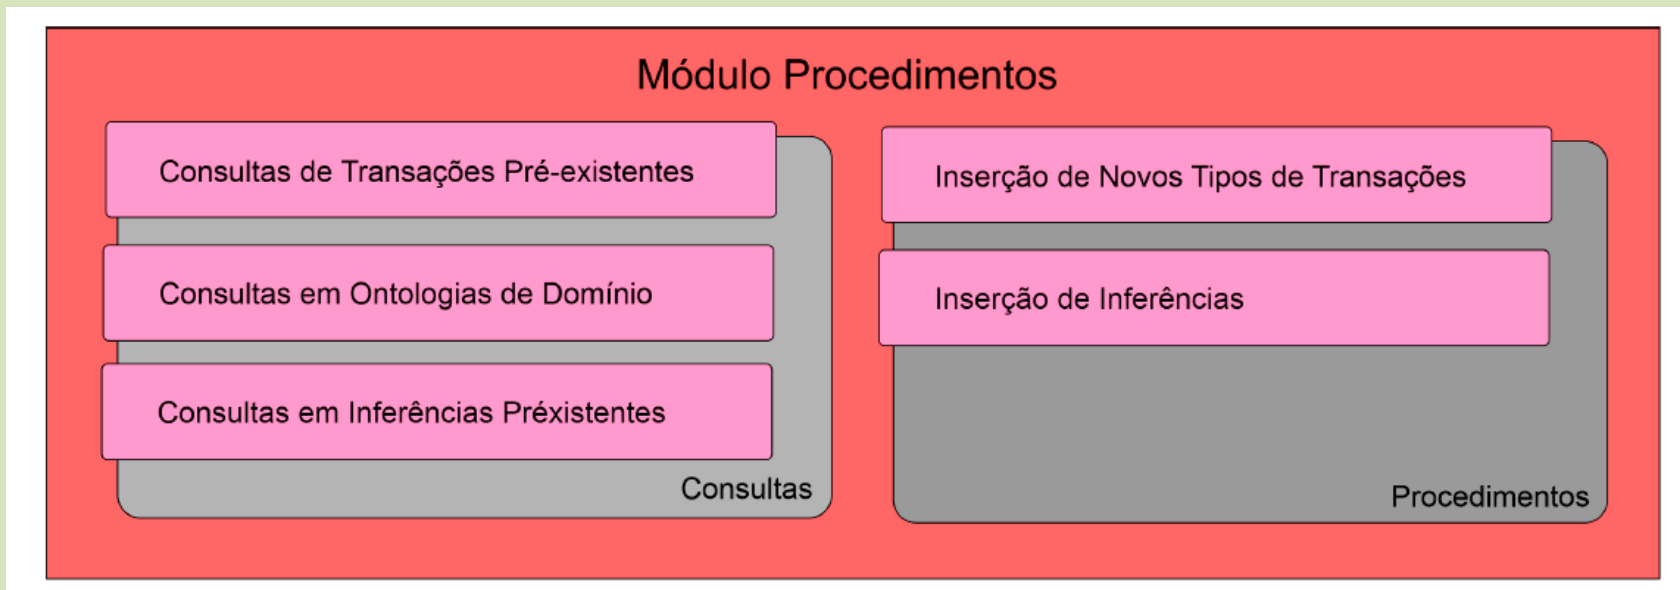 Módulo Procedimentos
Consultas de Transações Pré-existentes
Consultas em Ontologias de Domínio
Consultas em Inferências Préxistentes
Consultas
Inserção de Novos Tipos de Transações
Inserção de Inferências
Procedimentos